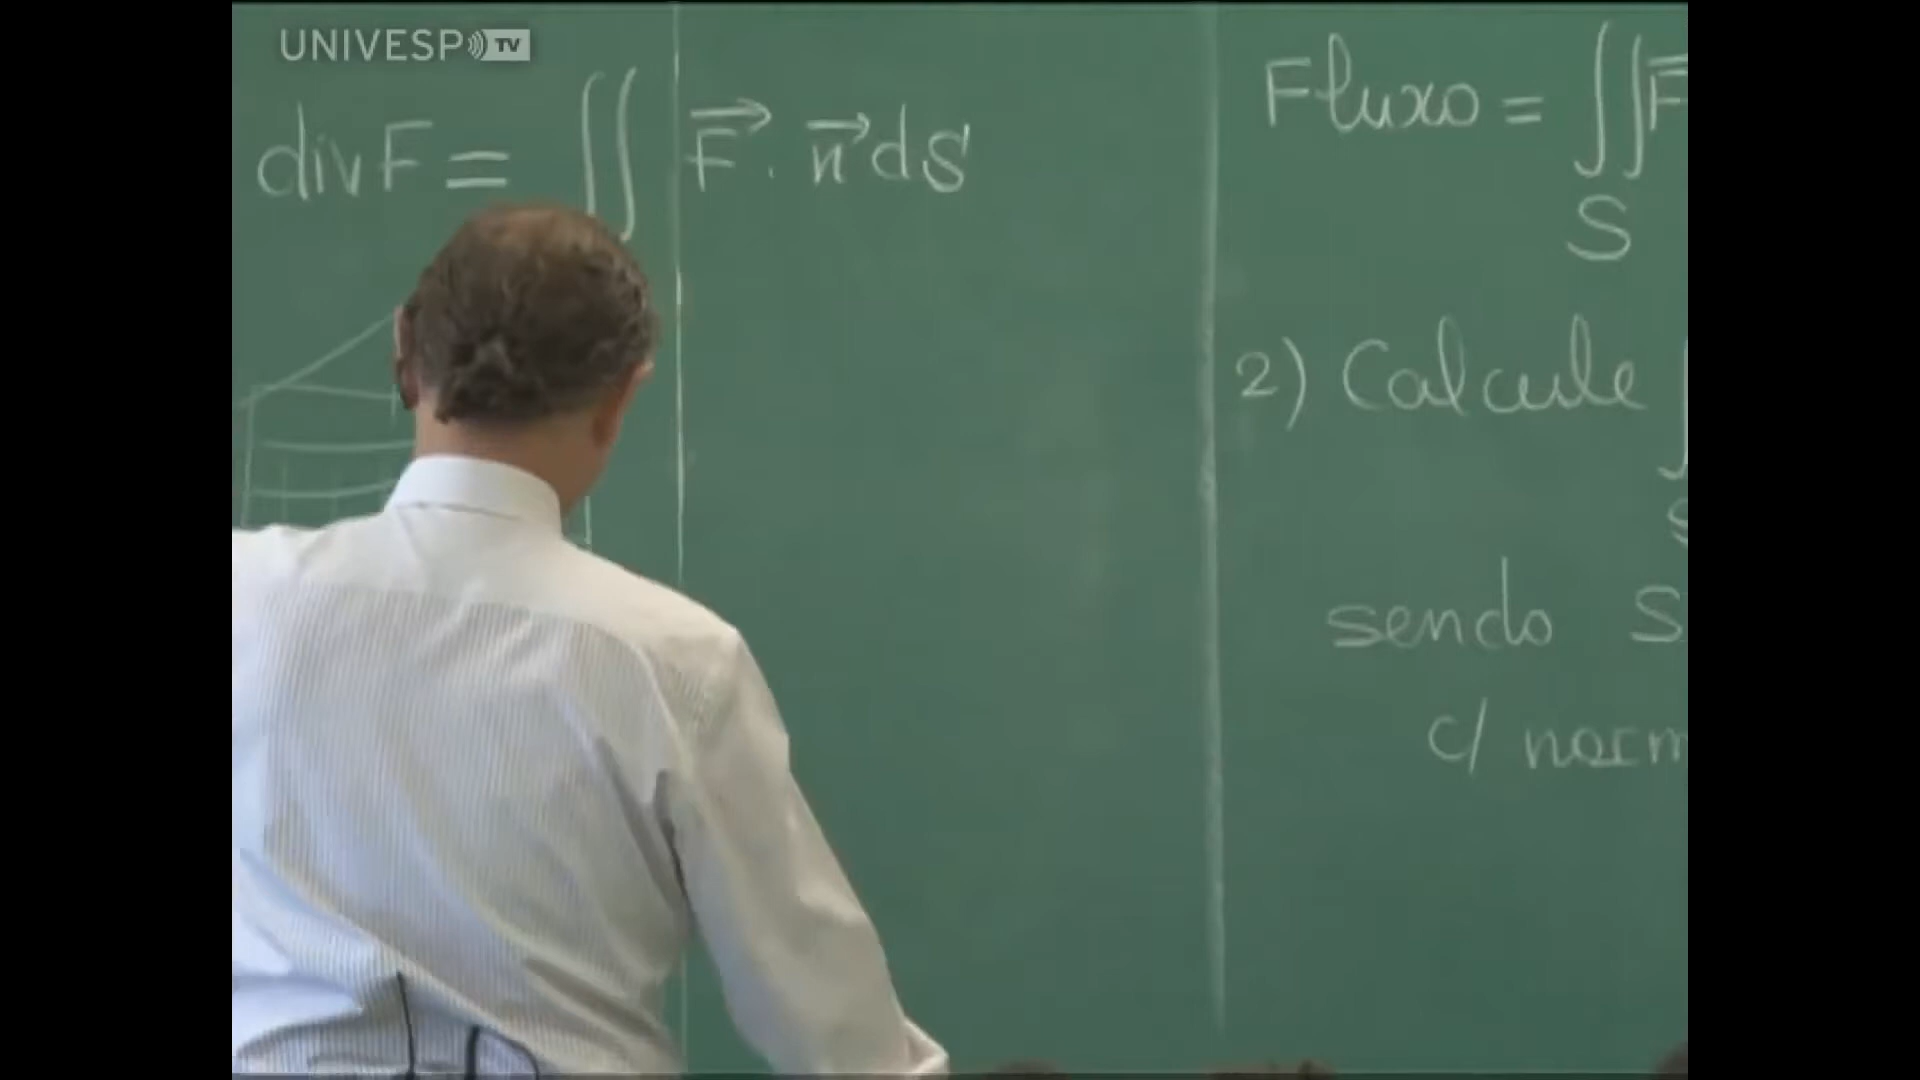 UNIVESP TV
div F = ∬ F⃗ . n⃗ dS
Fluxo = ∬ F⃗
S
2) Calcule ∫
S
sendo S
c/ norm